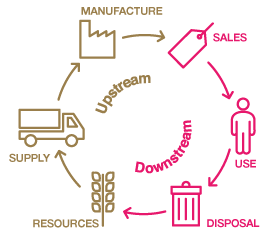 MANUFACTURE
SALES
Upstream
Downstream
USE
SUPPLY
RESOURCES
DISPOSAL